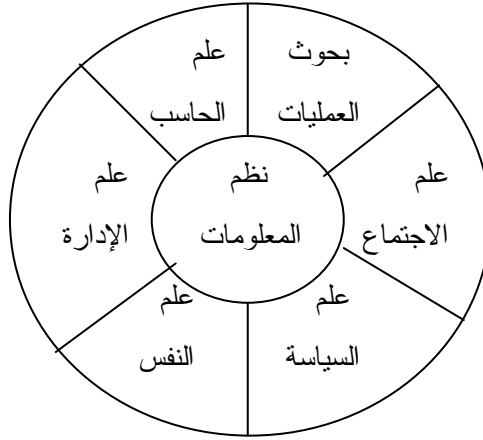 بحوث
العمليات
علم
الحاسب
علم
الاجتماع
نظم
المعلومات
علم
الإدارة
علم
السياسة
علم
النفس